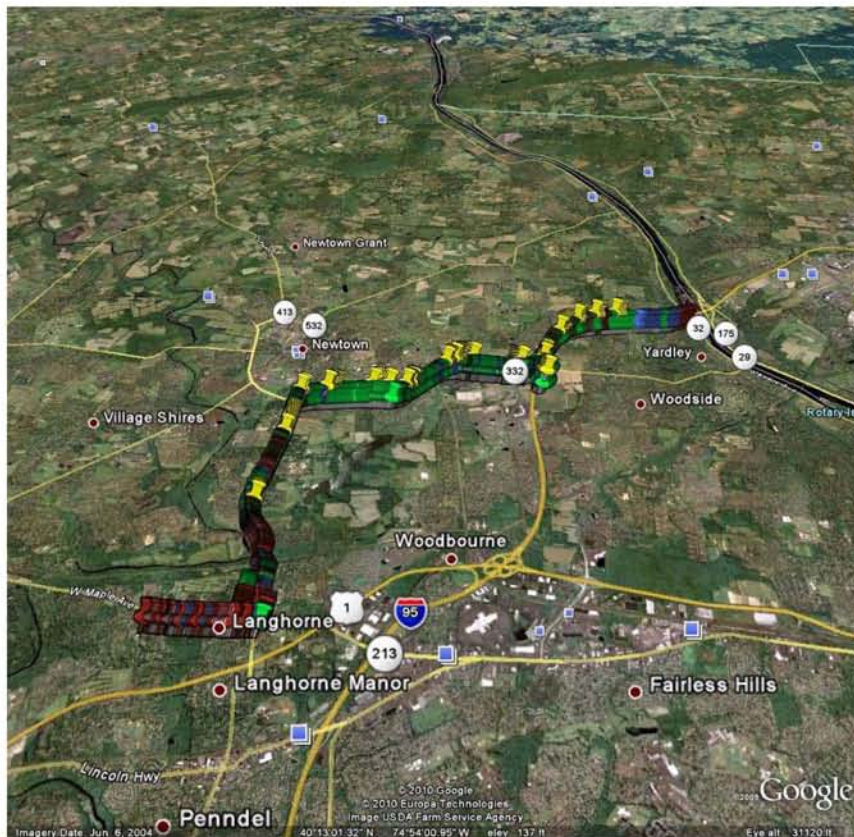 Newtown Grant
413
532
Newtown
32
175
Yardley
29
332
Woodside
Village Shires
Woodbourne
W Maple Ave
Langhorne
1
95
213
Langhorne Manor
Fairless Hills
Lincoln Hwy
Penndel
© 2010 Google
© 2010 Europa Technologies
Image USDA Farm Service Agency
Google
Imagery Date: Jun 6, 2004
40°13'01.32" N 74°54'00.95" W elev 137 ft
Eye alt 31120 ft